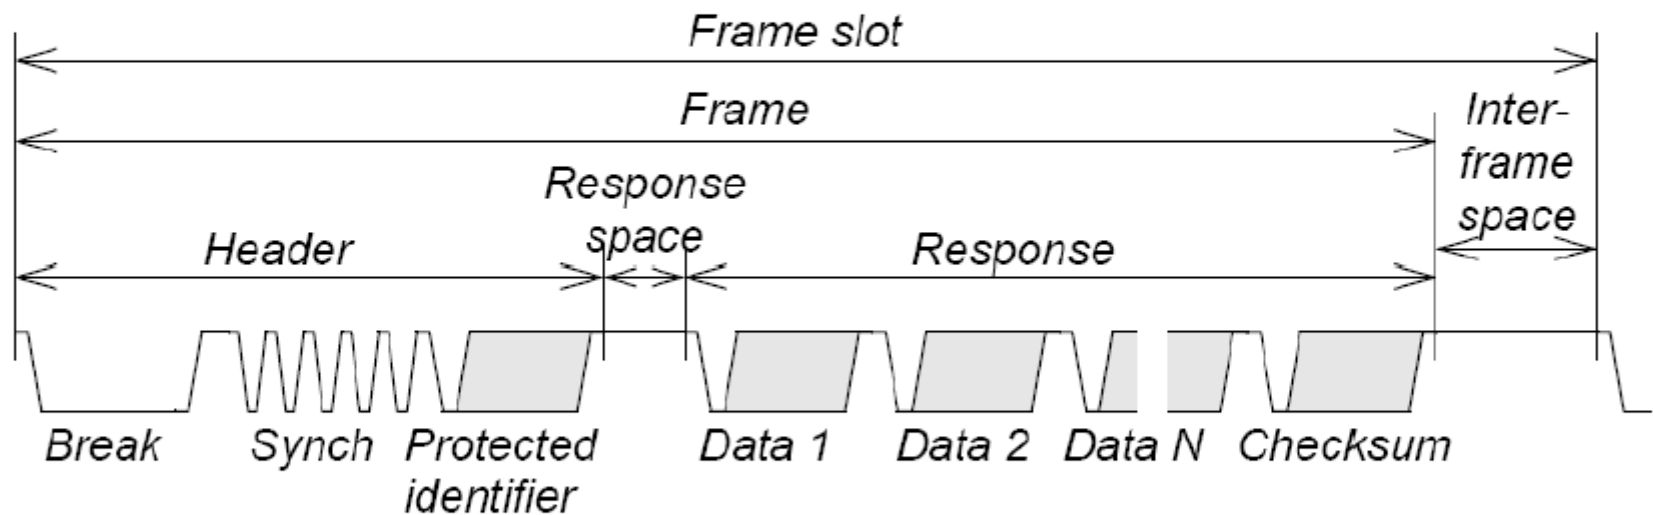 Frame slot
Frame
Inter-
frame
space
Response
space
Header
Response
Break
Synch
Protected
identifier
Data 1
Data 2
Data N
Checksum